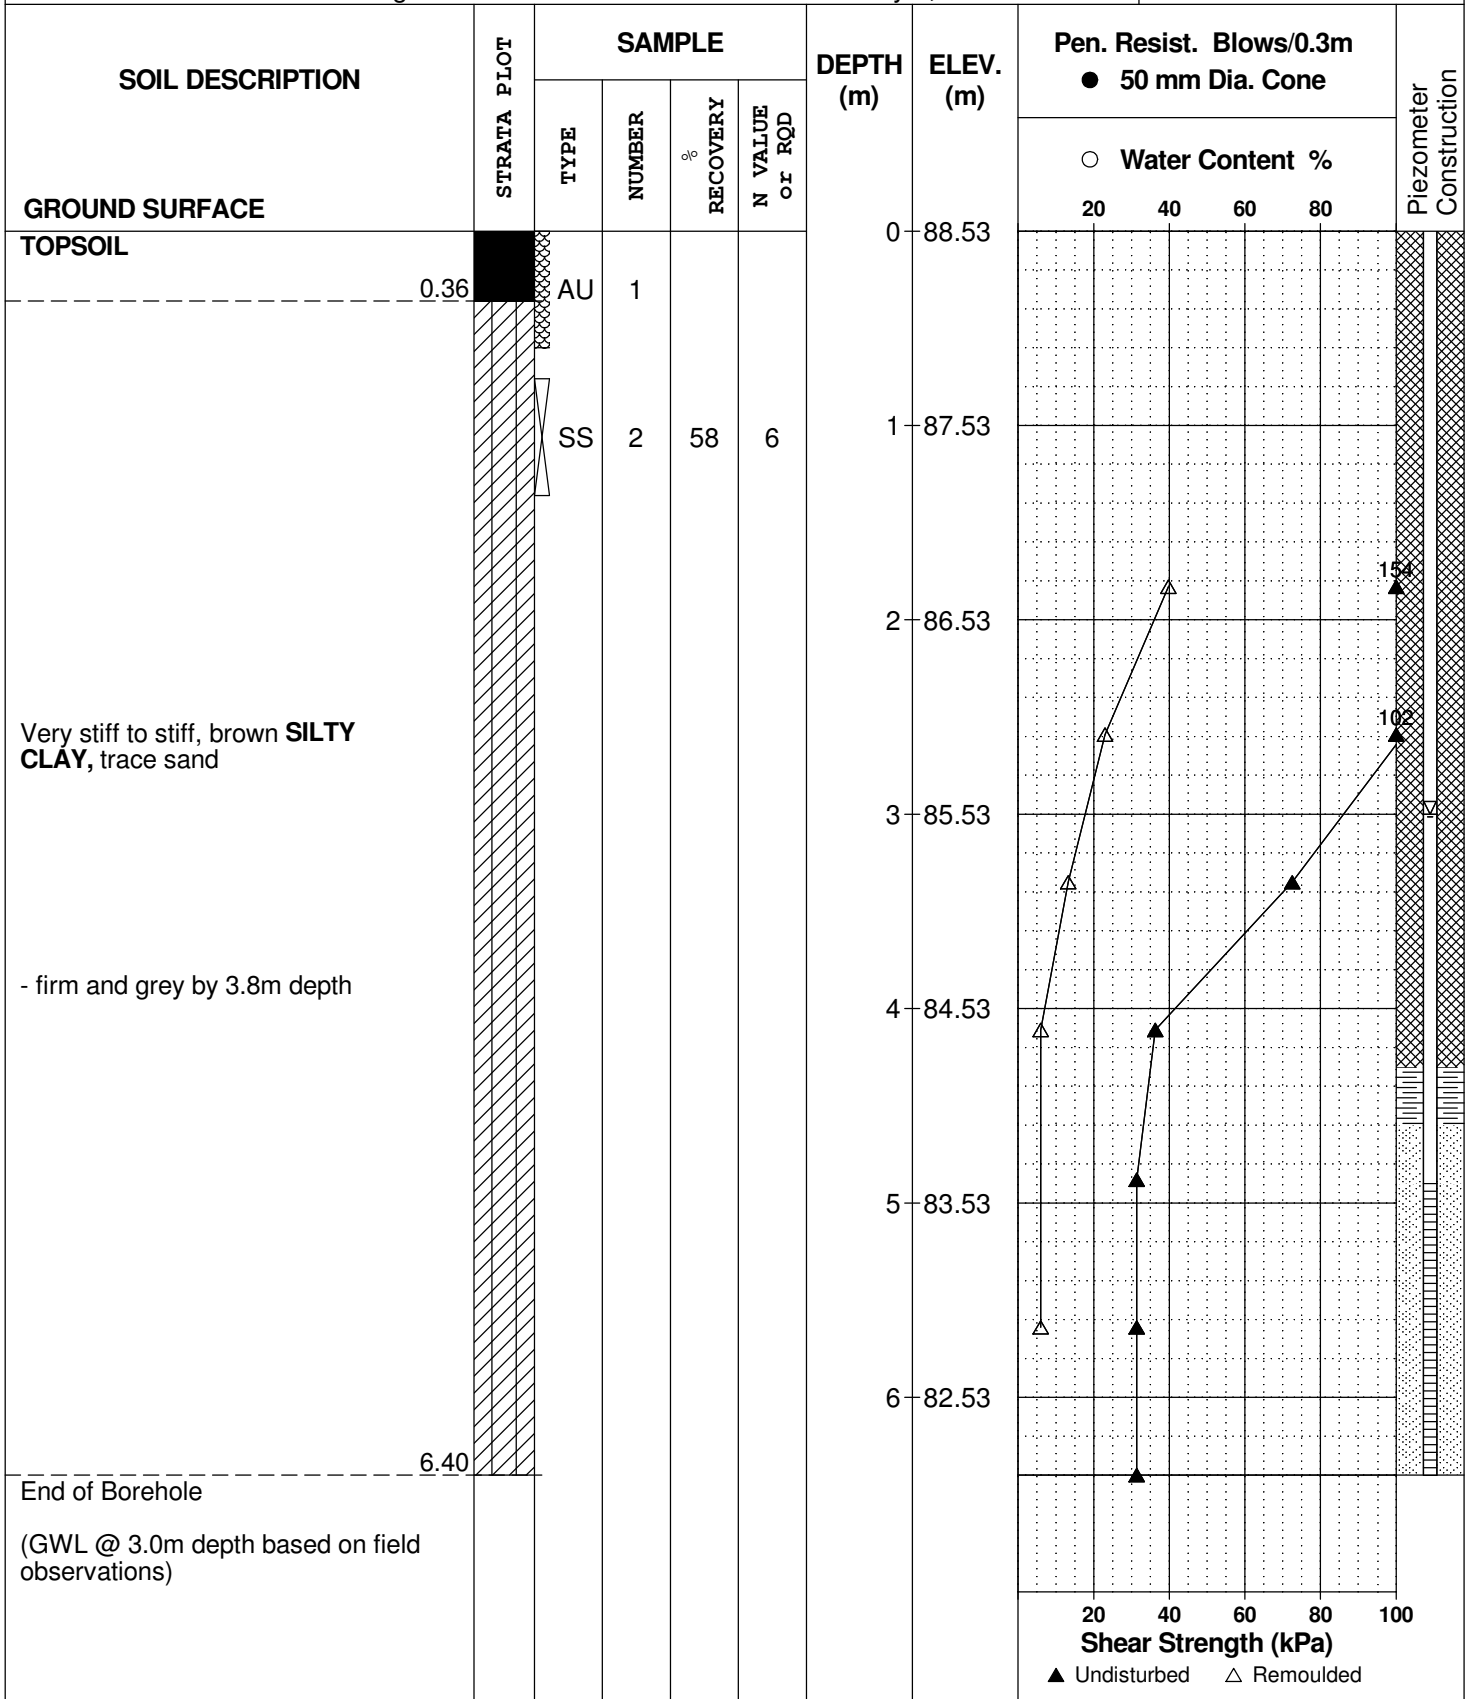 SOIL DESCRIPTION
GROUND SURFACE
STRATA PLOT
SAMPLE
TYPE
NUMBER
% RECOVERY
N VALUE
or RQD
DEPTH
(m)
ELEV.
(m)
Pen. Resist. Blows/0.3m
● 50 mm Dia. Cone
○ Water Content %
20 40 60 80
Piezometer
Construction
TOPSOIL
0.36
AU 1
SS 2 58 6
0 88.53
1 87.53
2 86.53
3 85.53
4 84.53
5 83.53
6 82.53
154
102
Very stiff to stiff, brown SILTY
CLAY, trace sand
- firm and grey by 3.8m depth
6.40
End of Borehole
(GWL @ 3.0m depth based on field
observations)
20 40 60 80 100
Shear Strength (kPa)
▲ Undisturbed △ Remoulded